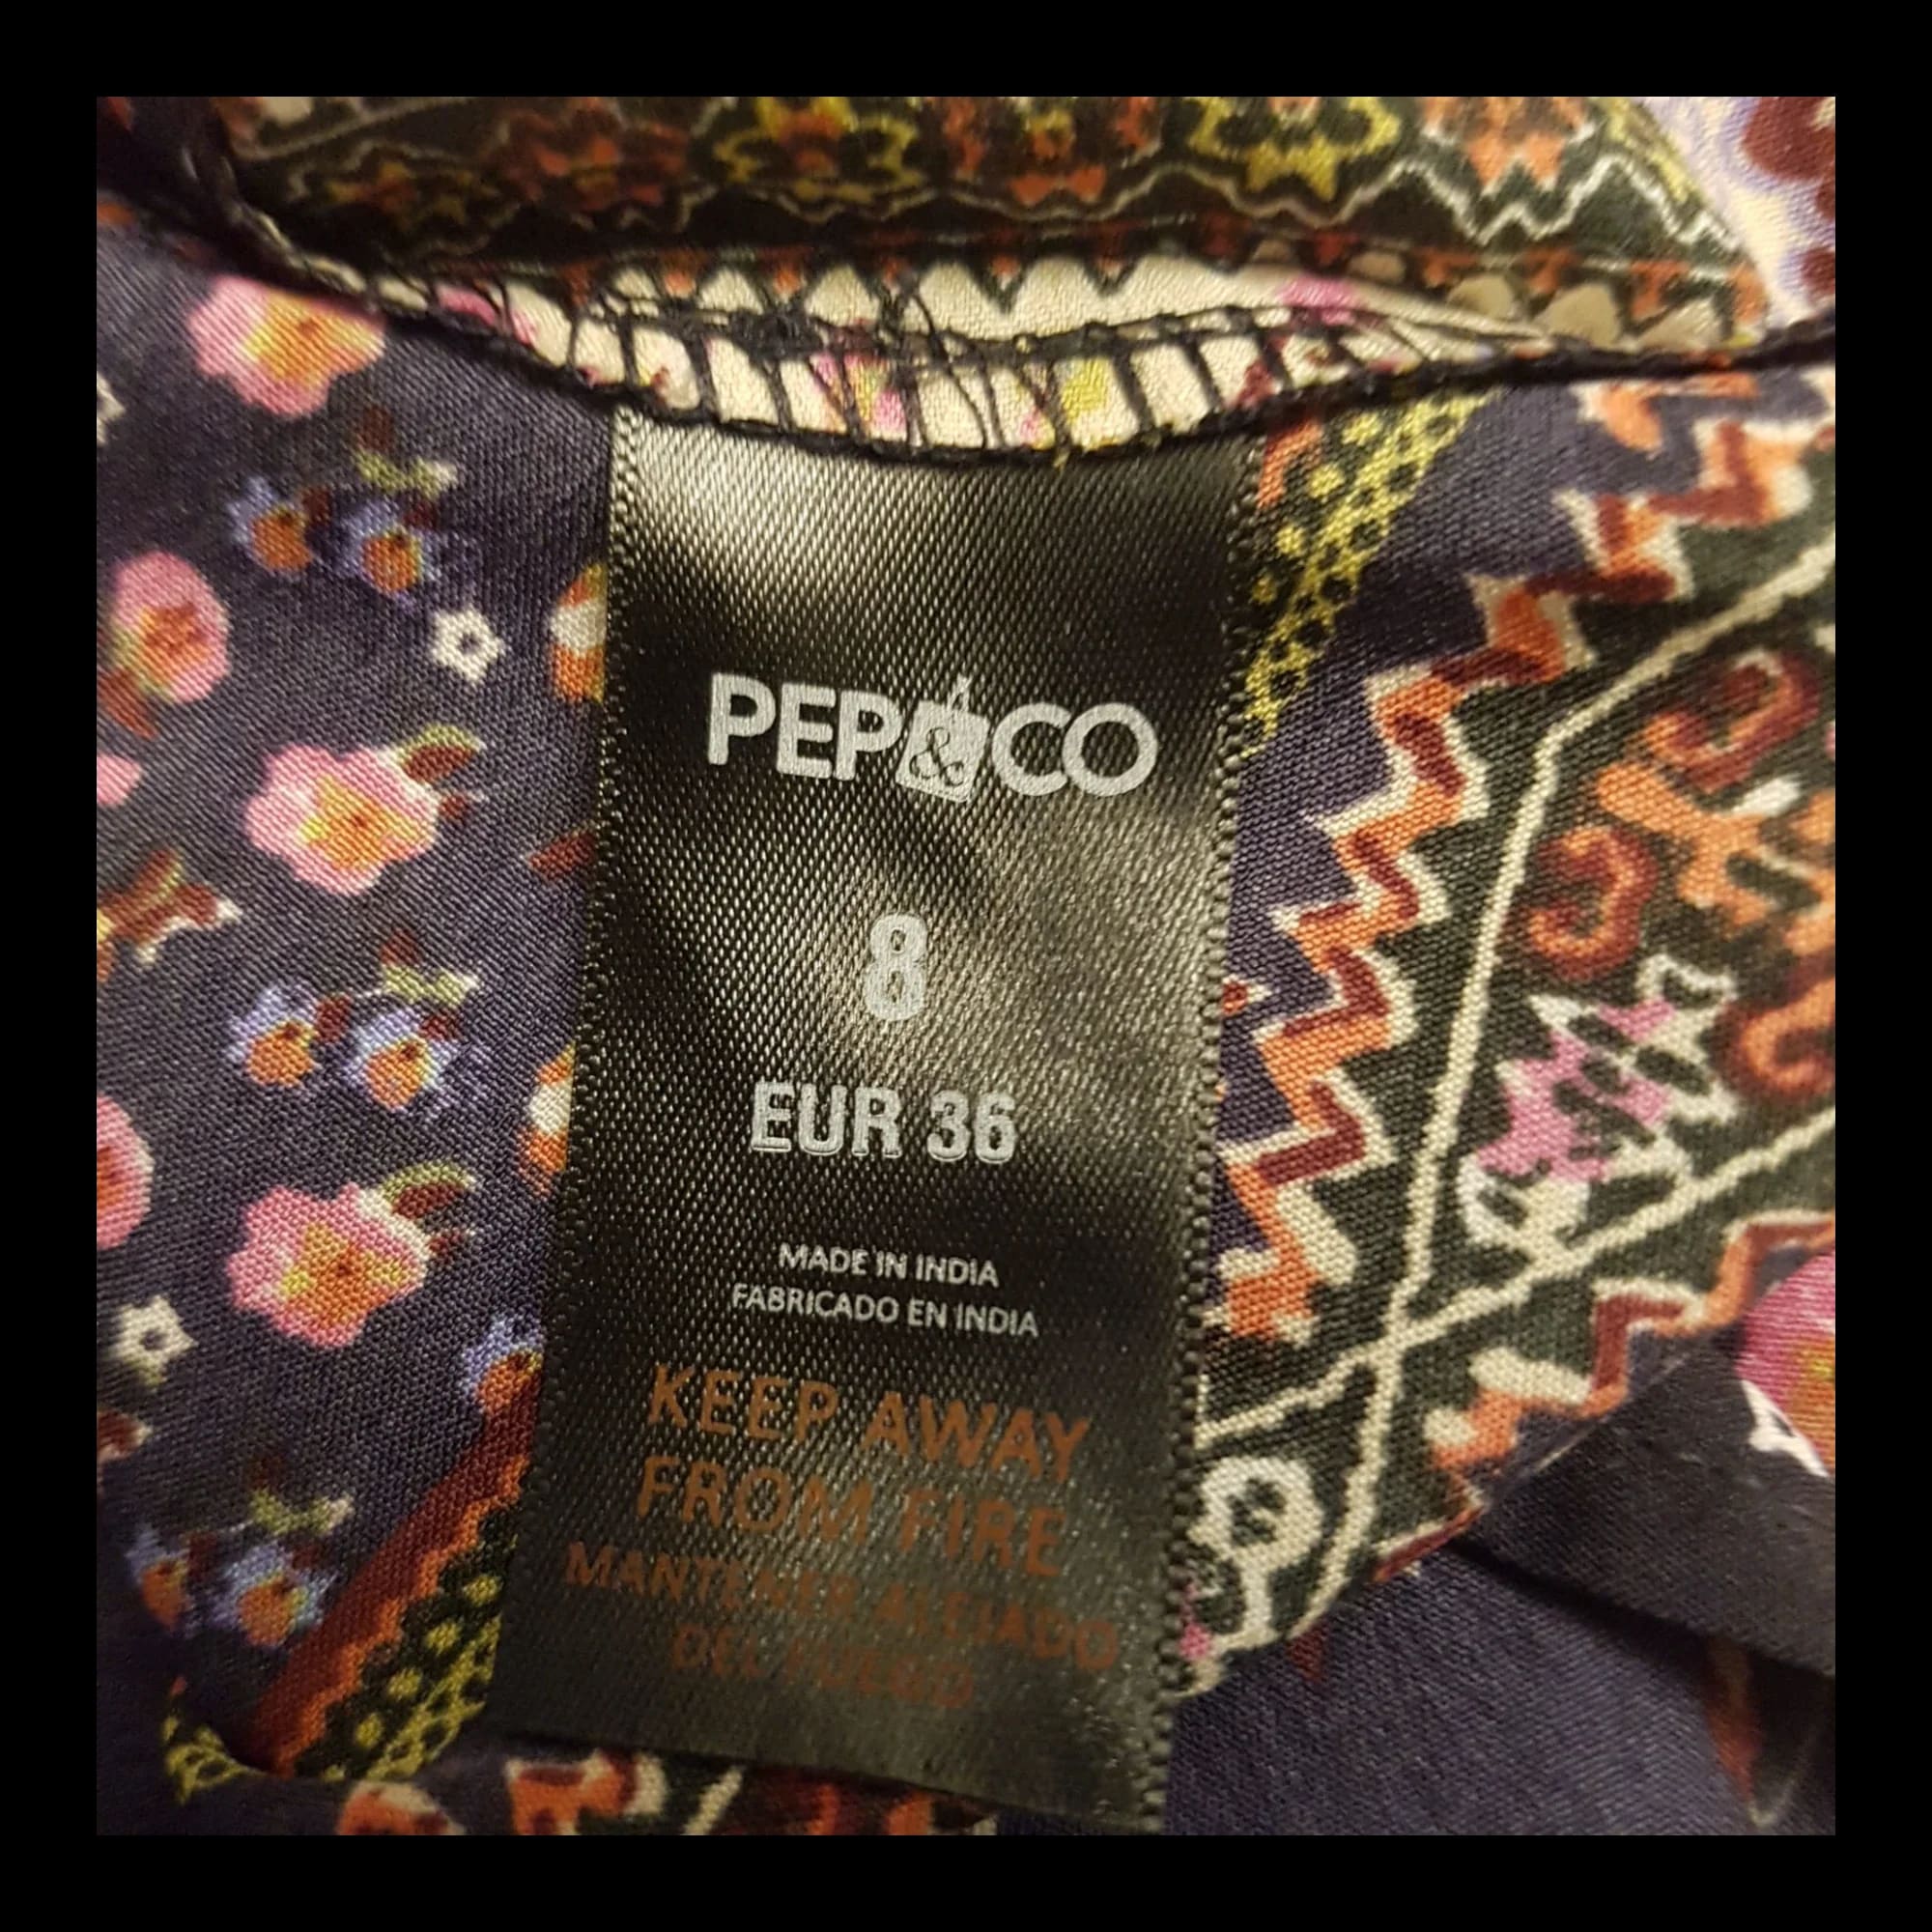 PEP&CO
8
EUR 36
MADE IN INDIA
FABRICADO EN INDIA
KEEP AWAY
FROM FIRE
MANTENER ALEJADO
DEL FUEGO